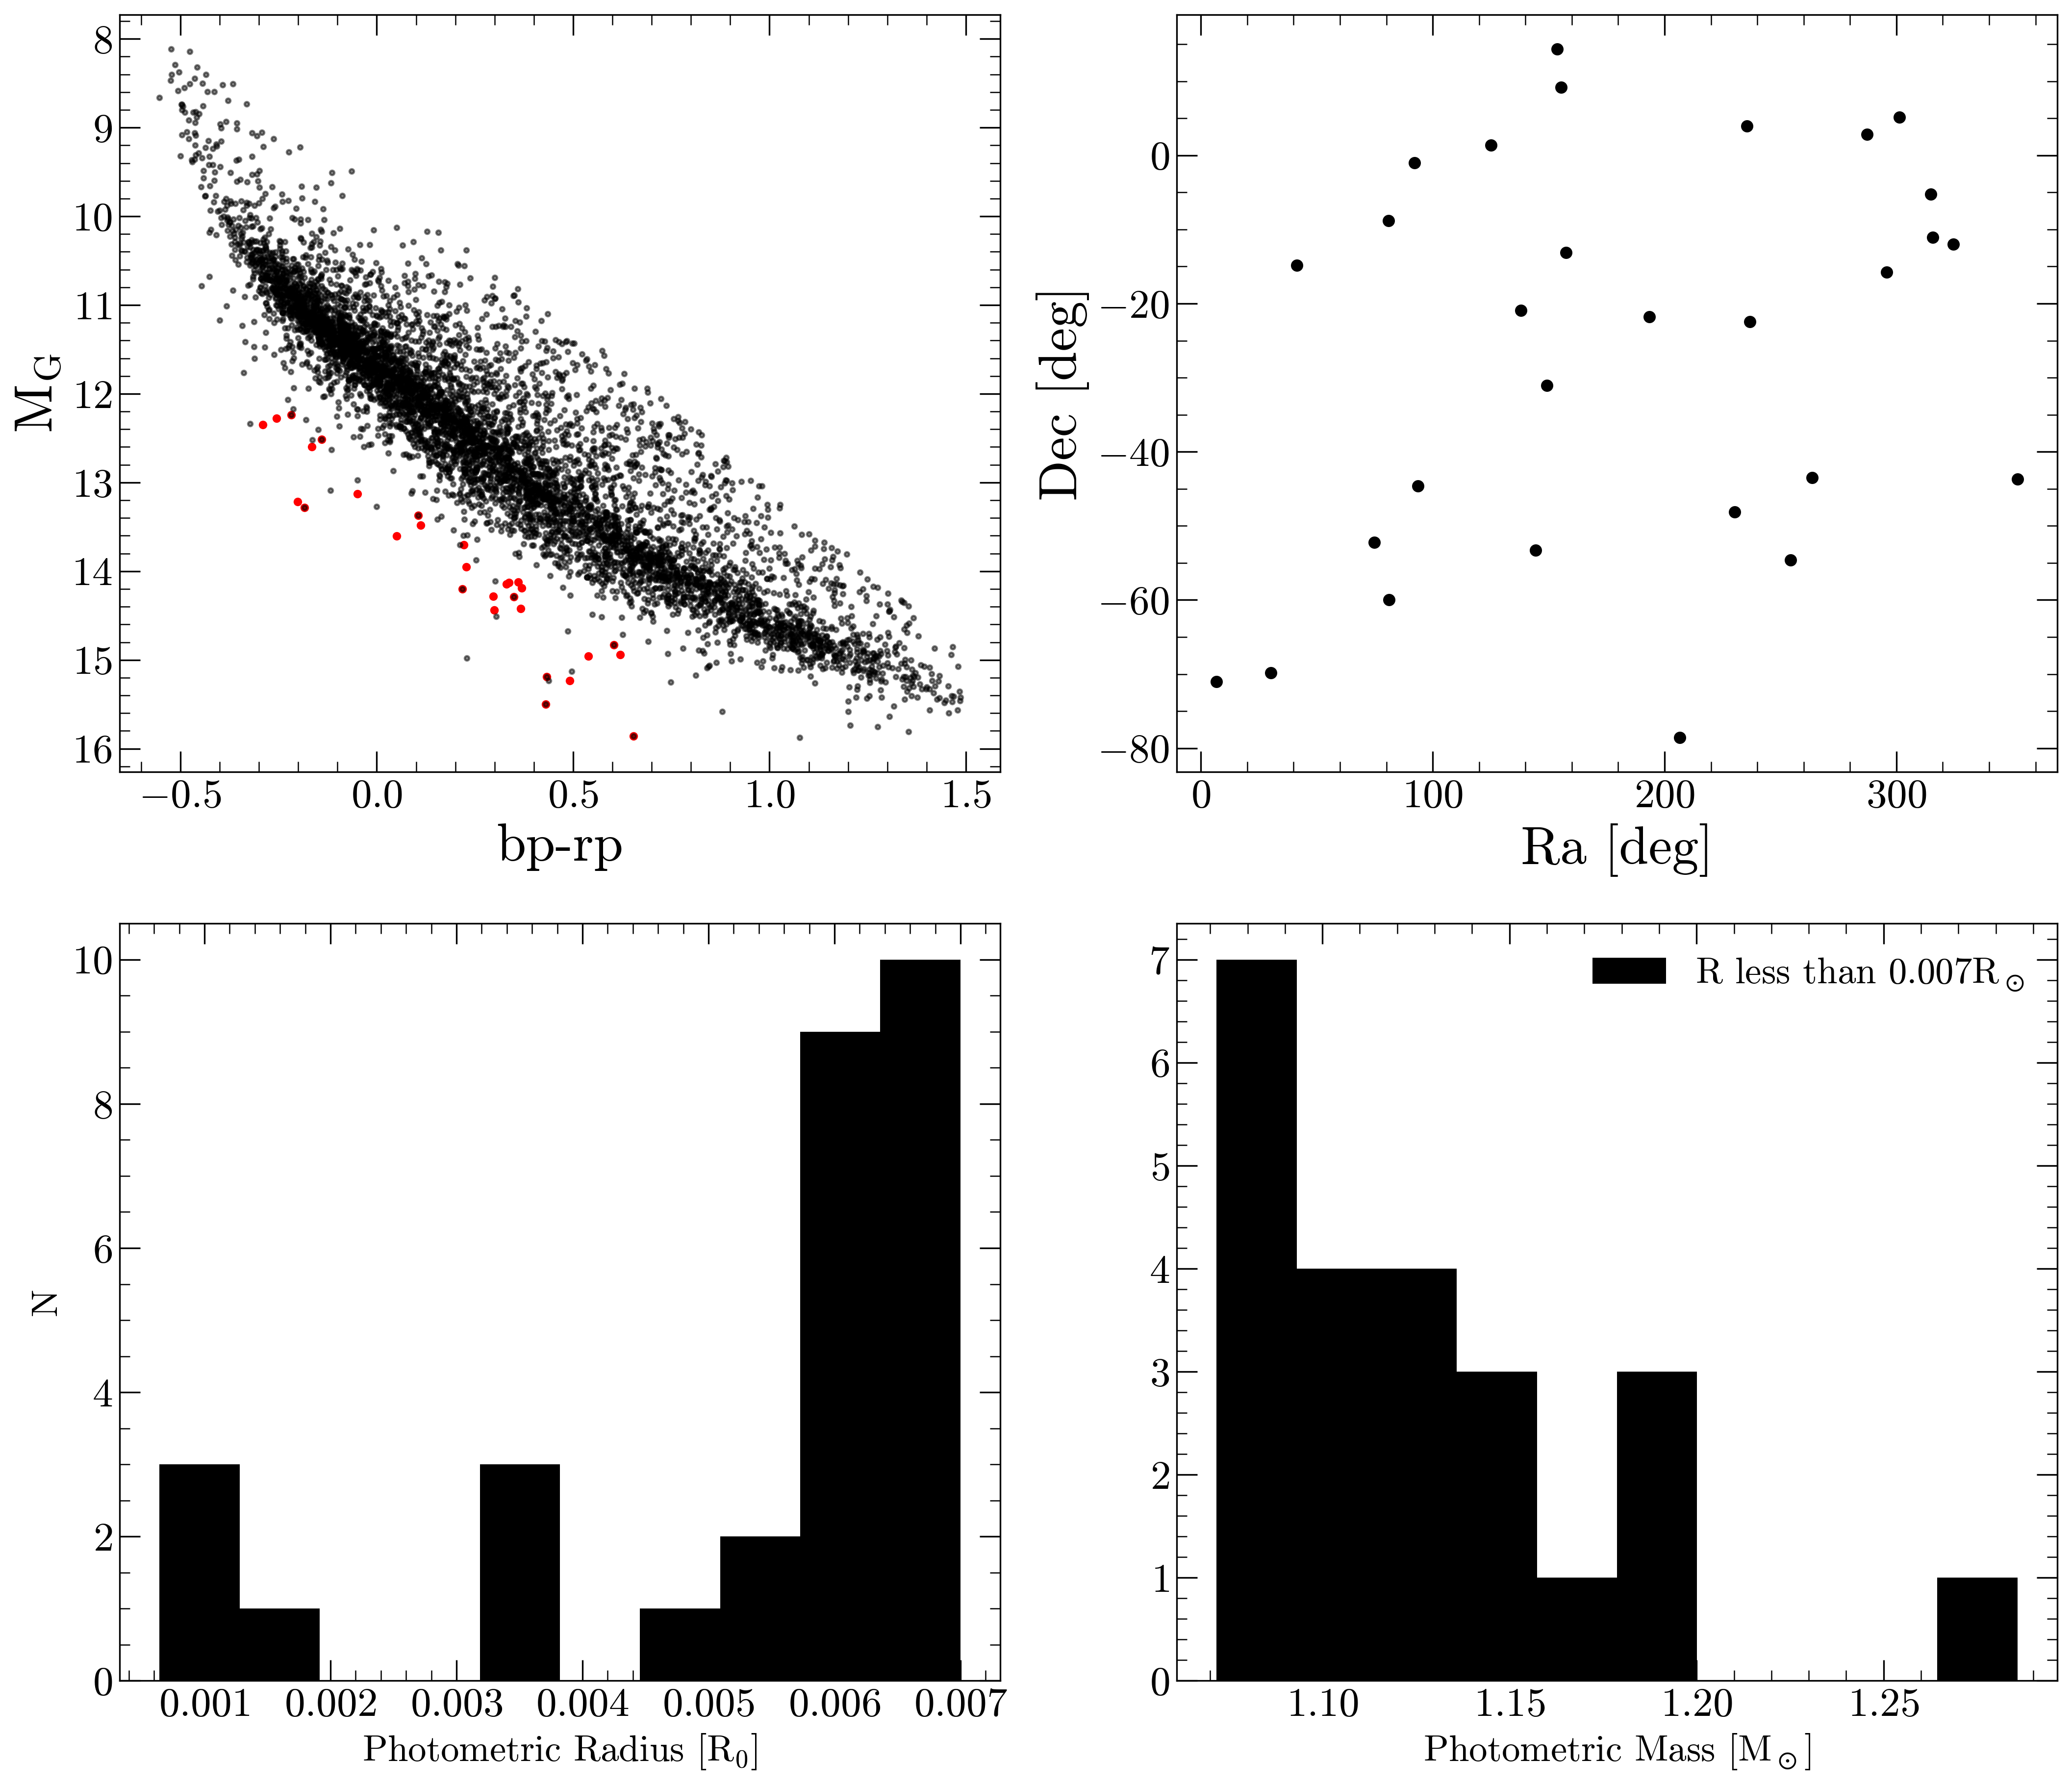 8
9
10
11
12
13
14
15
16
M_G
−0.5 0.0 0.5 1.0 1.5
bp-rp
0
−20
−40
−60
−80
Dec [deg]
0 100 200 300
Ra [deg]
10
8
6
4
2
0
N
0.001 0.002 0.003 0.004 0.005 0.006 0.007
Photometric Radius [R_0]
7
6
5
4
3
2
1
0
R less than 0.007R_⊙
1.10 1.15 1.20 1.25
Photometric Mass [M_⊙]